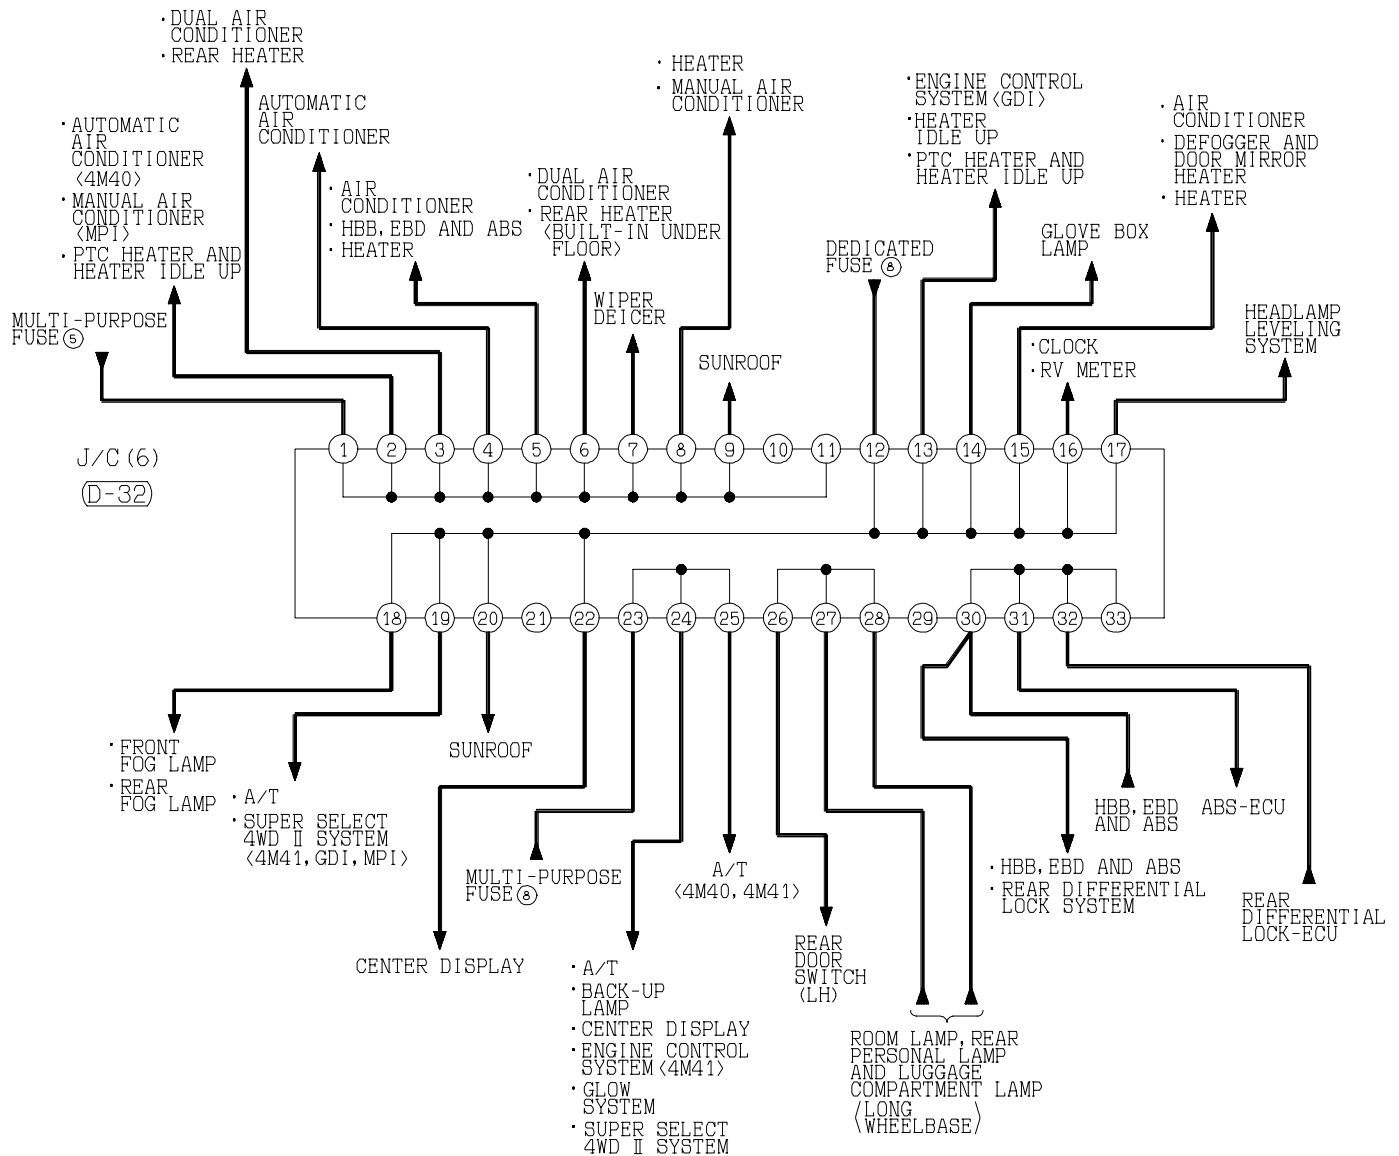 · DUAL AIR
CONDITIONER
· REAR HEATER
· AUTOMATIC
AIR
CONDITIONER
〈4M40〉
· MANUAL AIR
CONDITIONER
〈MPI〉
· PTC HEATER AND
HEATER IDLE UP
AUTOMATIC
AIR
CONDITIONER
· AIR
CONDITIONER
· HBB, EBD AND ABS
· HEATER
· DUAL AIR
CONDITIONER
· REAR HEATER
〈BUILT-IN UNDER
FLOOR〉
· HEATER
· MANUAL AIR
CONDITIONER
· ENGINE CONTROL
SYSTEM〈GDI〉
· HEATER
IDLE UP
· PTC HEATER AND
HEATER IDLE UP
· AIR
CONDITIONER
· DEFOGGER AND
DOOR MIRROR
HEATER
· HEATER
MULTI-PURPOSE
FUSE ⑤
WIPER
DEICER
SUNROOF
DEDICATED
FUSE ⑧
GLOVE BOX
LAMP
· CLOCK
· RV METER
HEADLAMP
LEVELING
SYSTEM
J/C (6)
D-32
1 2 3 4 5 6 7 8 9 10 11 12 13 14 15 16 17
18 19 20 21 22 23 24 25 26 27 28 29 30 31 32 33
· FRONT
FOG LAMP
· REAR
FOG LAMP
· A/T
· SUPER SELECT
4WD Ⅱ SYSTEM
〈4M41, GDI, MPI〉
SUNROOF
CENTER DISPLAY
MULTI-PURPOSE
FUSE ⑧
· A/T
· BACK-UP
LAMP
· CENTER DISPLAY
· ENGINE CONTROL
SYSTEM〈4M41〉
· GLOW
SYSTEM
· SUPER SELECT
4WD Ⅱ SYSTEM
A/T
〈4M40, 4M41〉
REAR
DOOR
SWITCH
(LH)
ROOM LAMP, REAR
PERSONAL LAMP
AND LUGGAGE
COMPARTMENT LAMP
〈LONG
WHEELBASE〉
· HBB, EBD AND ABS
· REAR DIFFERENTIAL
LOCK SYSTEM
HBB, EBD
AND ABS
ABS-ECU
REAR
DIFFERENTIAL
LOCK-ECU